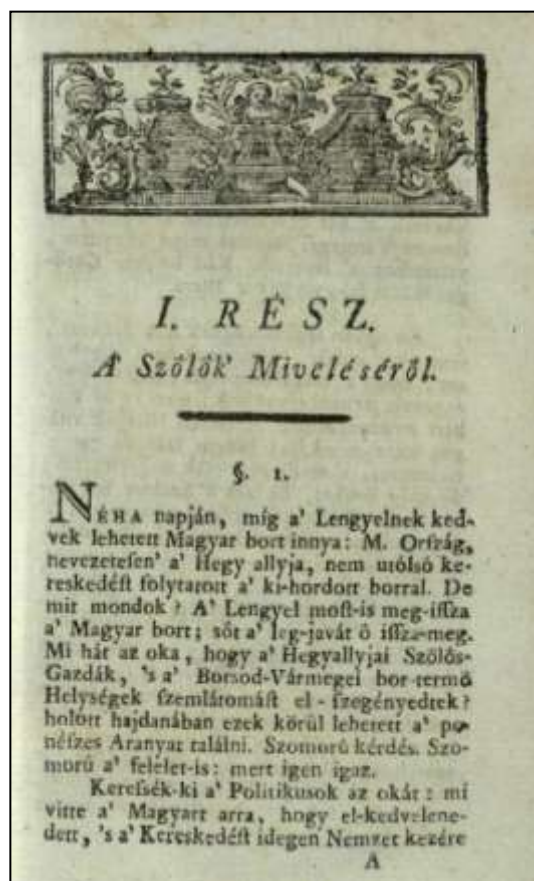 I. RÉSZ.
A' Szőlők' Miveléséről.
§. 1.
NÉHA napján, míg a' Lengyelnek ked-
vek lehetett Magyar bort innya: M. Orſzág,
nevezeteſen' a' Hegy allyja, nem utólsó ke-
reskedéſt folytatott a' ki-hordott borral. De
mit mondok? A' Lengyel moſt-is meg-iſſza
a' Magyar bort; sőt a' leg-javát ő iſſza-meg.
Mi hát az oka, hogy a' Hegyallyjai Szőlős-
Gazdák, 's a' Borsod-Vármegei bor-termő
Helységek ſzemlátomáſt el-ſzegényedtek?
holott hajdanában ezek körül lehetett a' pe-
néſzes Aranyat találni. Szomorú kérdés. Szo-
morú a' felelet-is: mert igen igaz.
Kereſsék-ki a' Politikusok az okát: mi
vitte a' Magyart arra, hogy el-kedvelene-
dett, 's a' Kereskedéſt idegen Nemzet kezére
A